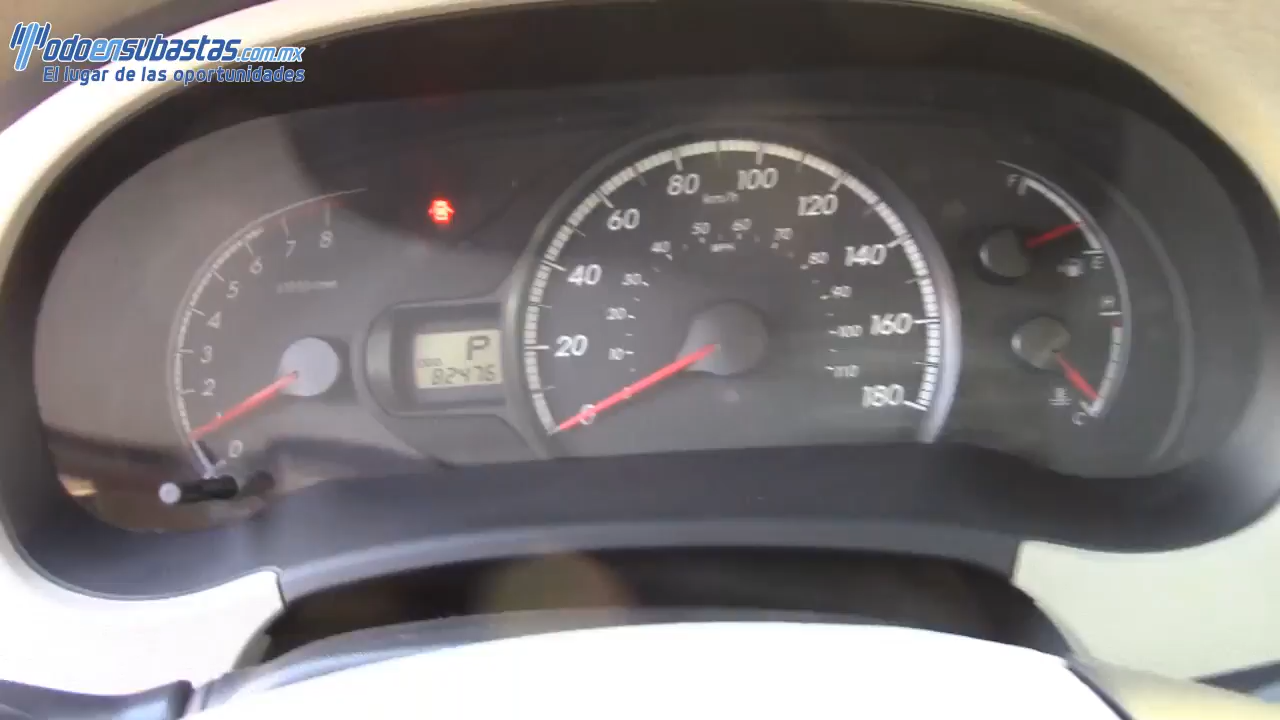 Todoensubastas.com.mx
El lugar de las oportunidades
0 1 2 3 4 5 6 7 8
P
ODO
82476
0 20 40 60 80 100 120 140 160 180
km/h
10 20 30 40 50 60 70 80 90 100 110
MPH
F
E
H
C